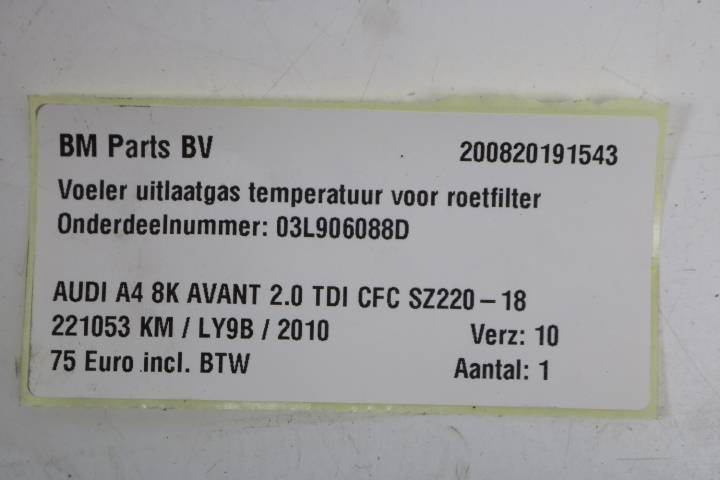 BM Parts BV 200820191543
Voeler uitlaatgas temperatuur voor roetfilter
Onderdeelnummer: 03L906088D
AUDI A4 8K AVANT 2.0 TDI CFC SZ220-18
221053 KM / LY9B / 2010 Verz: 10
75 Euro incl. BTW Aantal: 1